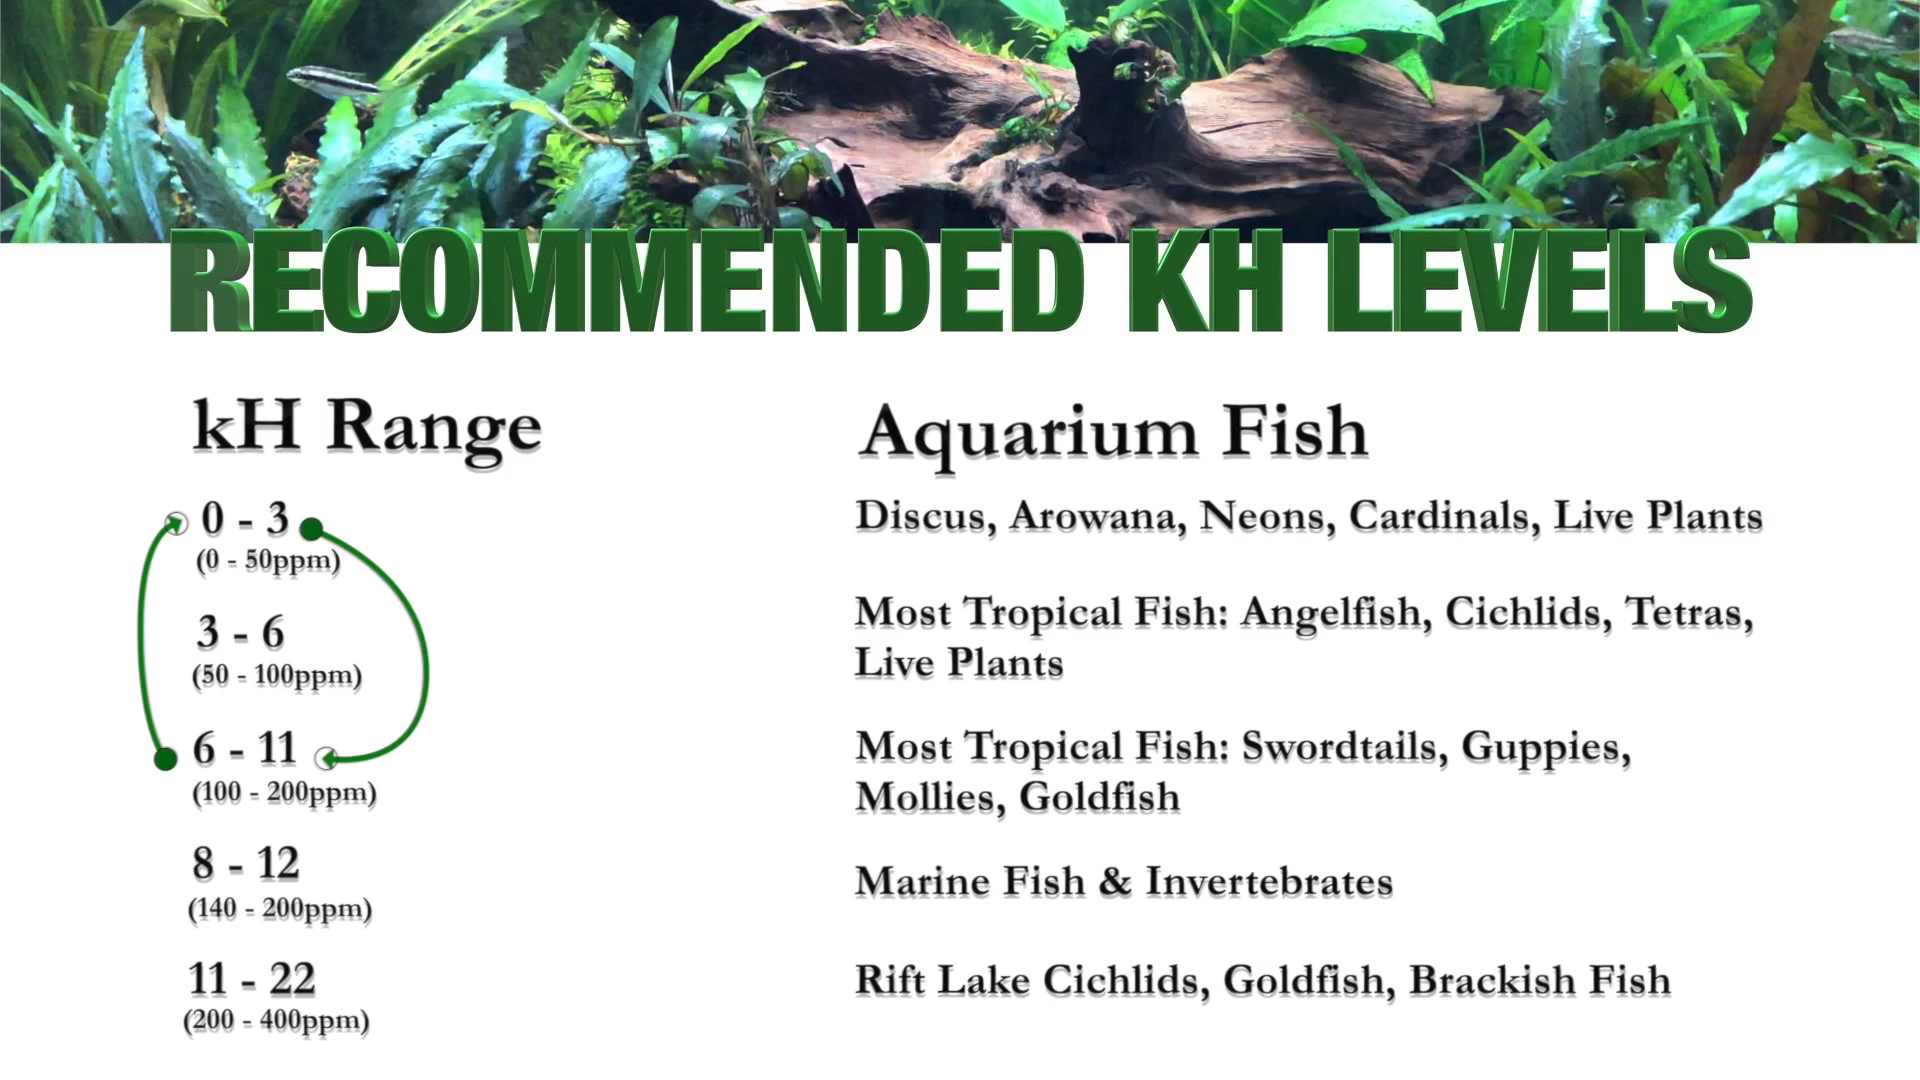 RECOMMENDED KH LEVELS
kH Range
Aquarium Fish
0 - 3
(0 - 50ppm)
Discus, Arowana, Neons, Cardinals, Live Plants
3 - 6
(50 - 100ppm)
Most Tropical Fish: Angelfish, Cichlids, Tetras,
Live Plants
6 - 11
(100 - 200ppm)
Most Tropical Fish: Swordtails, Guppies,
Mollies, Goldfish
8 - 12
(140 - 200ppm)
Marine Fish & Invertebrates
11 - 22
(200 - 400ppm)
Rift Lake Cichlids, Goldfish, Brackish Fish